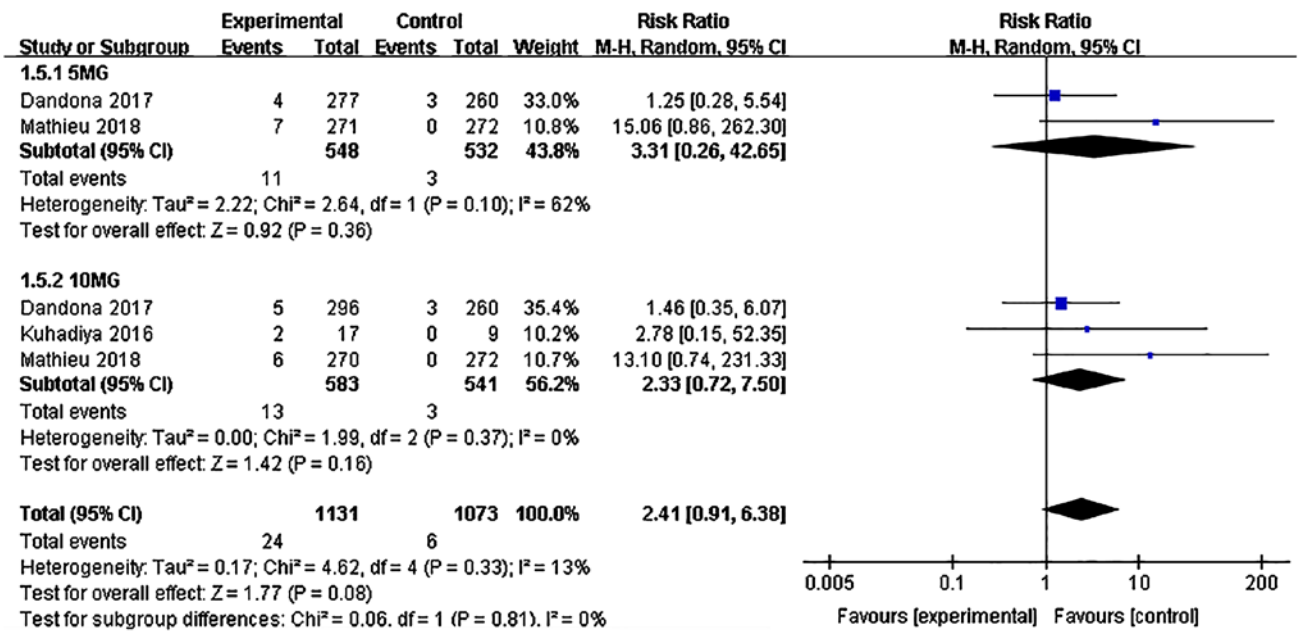 Experimental Control Risk Ratio Risk Ratio
Study or Subgroup Events Total Events Total Weight M-H, Random, 95% CI M-H, Random, 95% CI
1.5.1 5MG
Dandona 2017 4 277 3 260 33.0% 1.25 [0.28, 5.54]
Mathieu 2018 7 271 0 272 10.8% 15.06 [0.86, 262.30]
Subtotal (95% CI) 548 532 43.8% 3.31 [0.26, 42.65]
Total events 11 3
Heterogeneity: Tau² = 2.22; Chi² = 2.64, df = 1 (P = 0.10); I² = 62%
Test for overall effect: Z = 0.92 (P = 0.36)
1.5.2 10MG
Dandona 2017 5 296 3 260 35.4% 1.46 [0.35, 6.07]
Kuhadiya 2016 2 17 0 9 10.2% 2.78 [0.15, 52.35]
Mathieu 2018 6 270 0 272 10.7% 13.10 [0.74, 231.33]
Subtotal (95% CI) 583 541 56.2% 2.33 [0.72, 7.50]
Total events 13 3
Heterogeneity: Tau² = 0.00; Chi² = 1.99, df = 2 (P = 0.37); I² = 0%
Test for overall effect: Z = 1.42 (P = 0.16)
Total (95% CI) 1131 1073 100.0% 2.41 [0.91, 6.38]
Total events 24 6
Heterogeneity: Tau² = 0.17; Chi² = 4.62, df = 4 (P = 0.33); I² = 13%
Test for overall effect: Z = 1.77 (P = 0.08)
Test for subgroup differences: Chi² = 0.06, df = 1 (P = 0.81), I² = 0%
0.005 0.1 1 10 200
Favours [experimental] Favours [control]